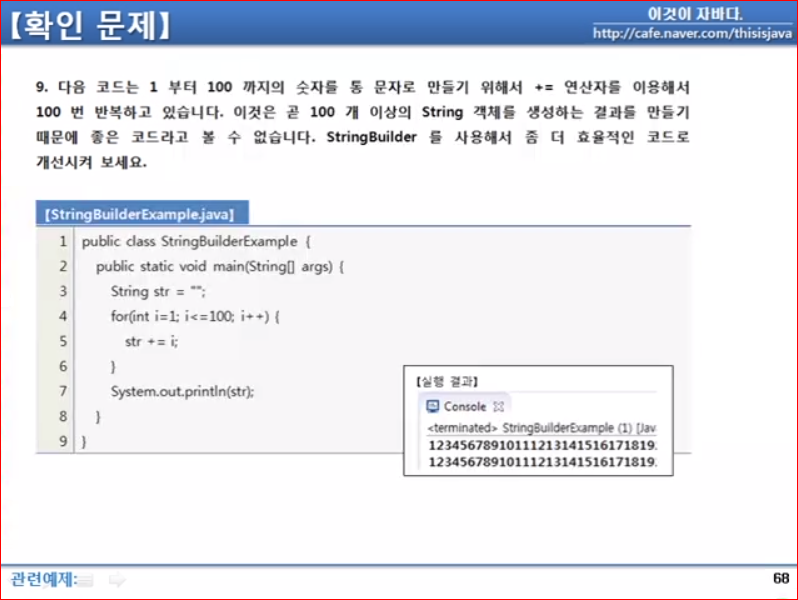 【확인 문제】
이것이 자바다.
http://cafe.naver.com/thisisjava
9. 다음 코드는 1 부터 100 까지의 숫자를 통 문자로 만들기 위해서 += 연산자를 이용해서
100 번 반복하고 있습니다. 이것은 곧 100 개 이상의 String 객체를 생성하는 결과를 만들기
때문에 좋은 코드라고 볼 수 없습니다. StringBuilder 를 사용해서 좀 더 효율적인 코드로
개선시켜 보세요.
【StringBuilderExample.java】
1 public class StringBuilderExample {
2 public static void main(String[] args) {
3 String str = "";
4 for(int i=1; i<=100; i++) {
5 str += i;
6 }
7 System.out.println(str);
8 }
9 }
【실행 결과】
Console
<terminated> StringBuilderExample (1) [Jav
12345678910111213141516171819
12345678910111213141516171819
관련예제:
68